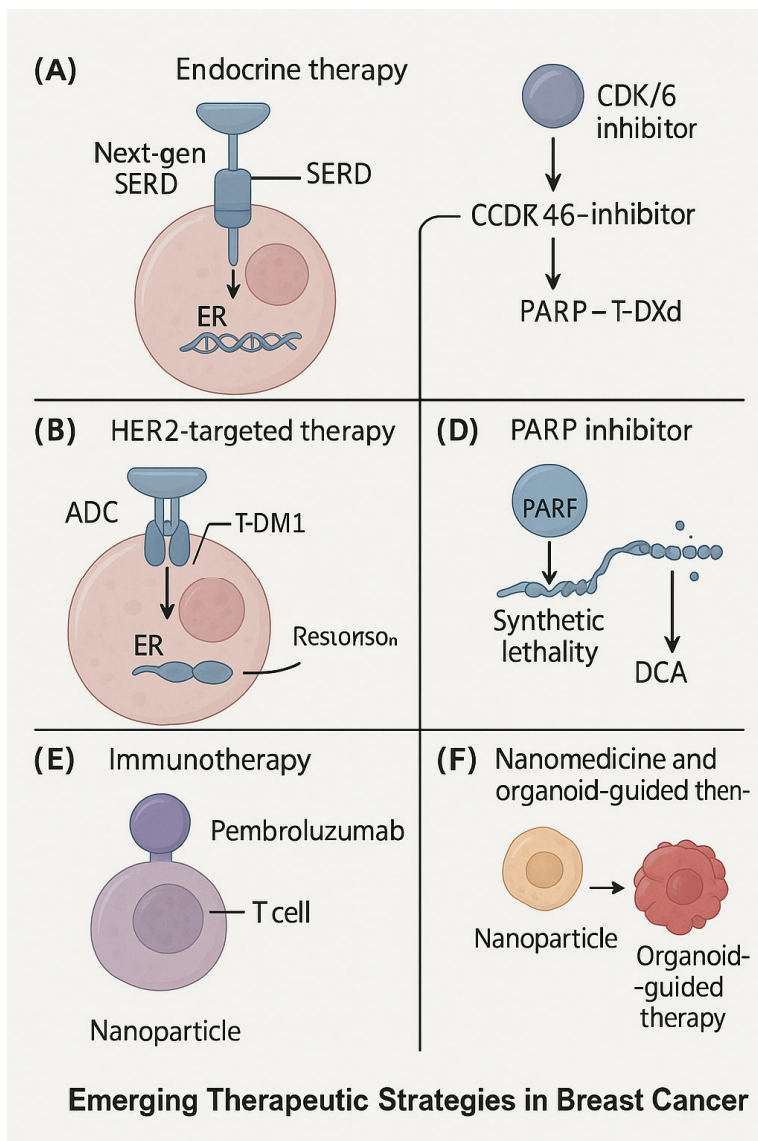 (A)
Endocrine therapy
Next-gen
SERD
SERD
ER
CDK/6
inhibitor
CCDK 46-inhibitor
PARP – T-DXd
(B)
HER2-targeted therapy
ADC
T-DM1
ER
(D)
PARP inhibitor
PARF
Synthetic
lethality
DCA
(E)
Immunotherapy
Pembroluzumab
T cell
Nanoparticle
(F)
Nanomedicine and
organoid-guided then-
Nanoparticle
Organoid-
-guided
therapy
Emerging Therapeutic Strategies in Breast Cancer